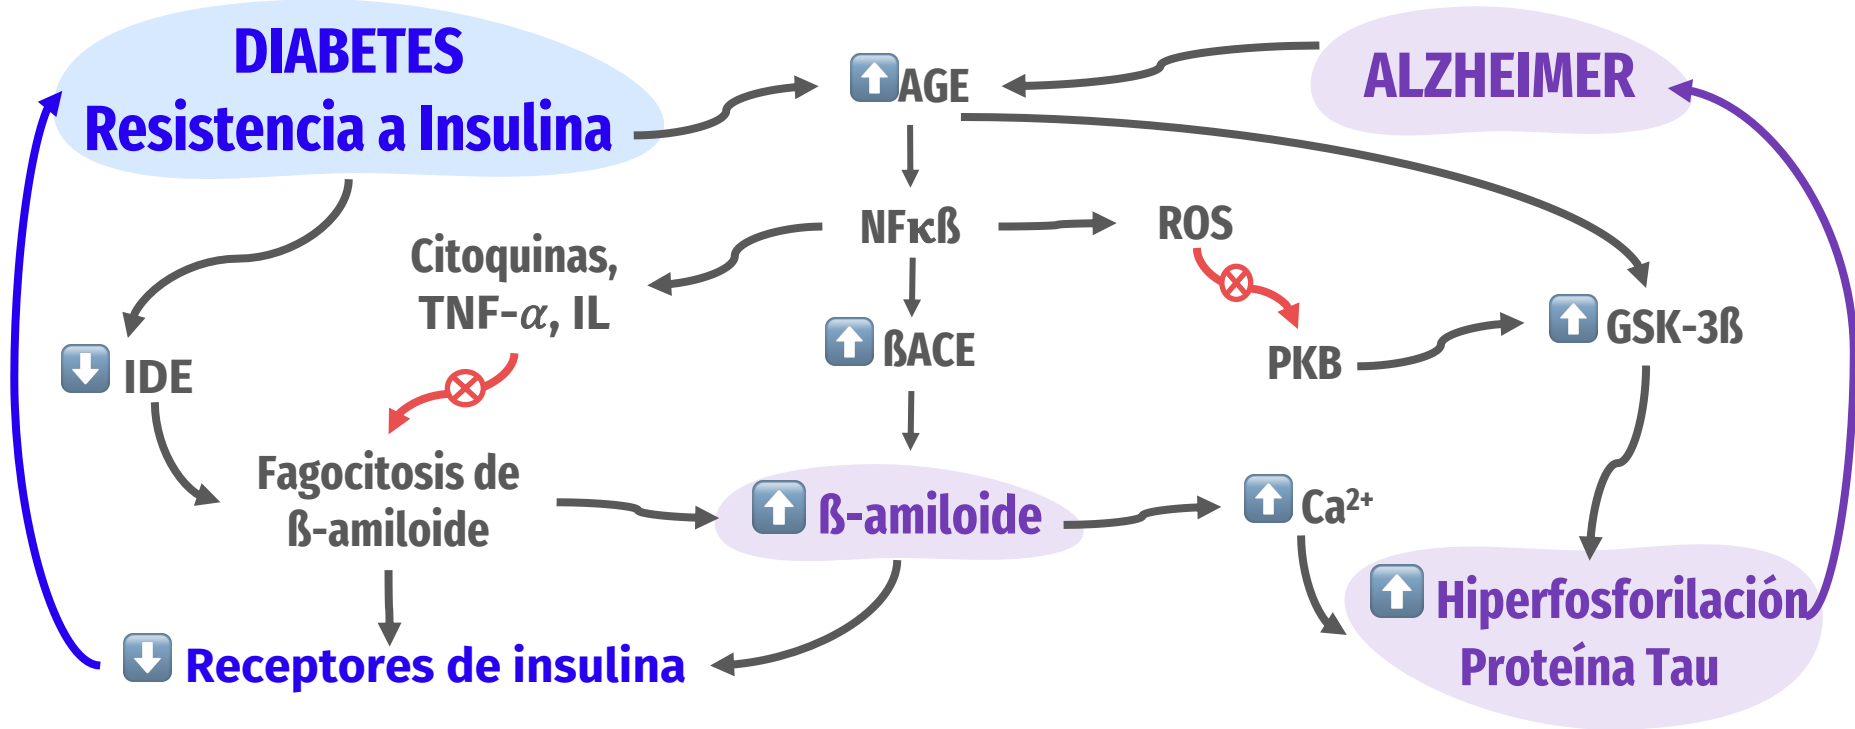 DIABETES
Resistencia a Insulina
⬆AGE
ALZHEIMER
NFκß
ROS
Citoquinas,
TNF-α, IL
⬆ßACE
PKB
⬆GSK-3ß
⬇IDE
Fagocitosis de
ß-amiloide
⬆ß-amiloide
⬆Ca²⁺
⬆Hiperfosforilación
Proteína Tau
⬇Receptores de insulina